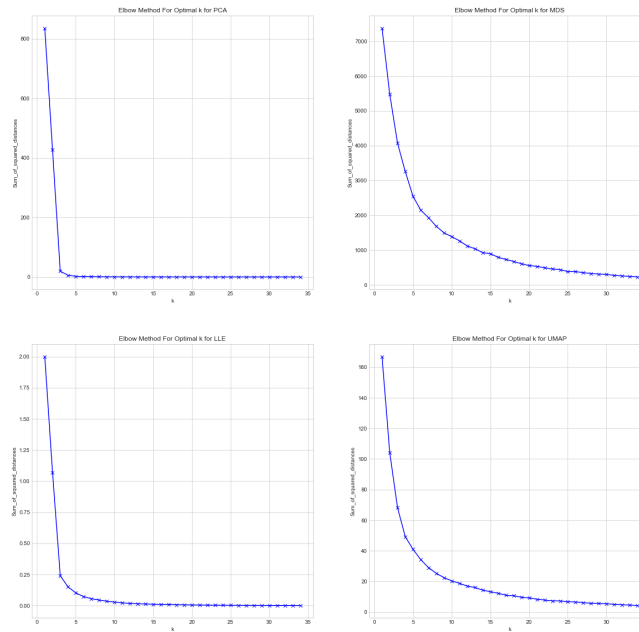 Elbow Method For Optimal k for PCA
Sum_of_squared_distances
800
600
400
200
0
0 5 10 15 20 25 30 35
k
Elbow Method For Optimal k for MDS
Sum_of_squared_distances
7000
6000
5000
4000
3000
2000
1000
0
0 5 10 15 20 25 30
k
Elbow Method For Optimal k for LLE
Sum_of_squared_distances
2.00
1.75
1.50
1.25
1.00
0.75
0.50
0.25
0.00
0 5 10 15 20 25 30 35
k
Elbow Method For Optimal k for UMAP
Sum_of_squared_distances
160
140
120
100
80
60
40
20
0
0 5 10 15 20 25 30
k